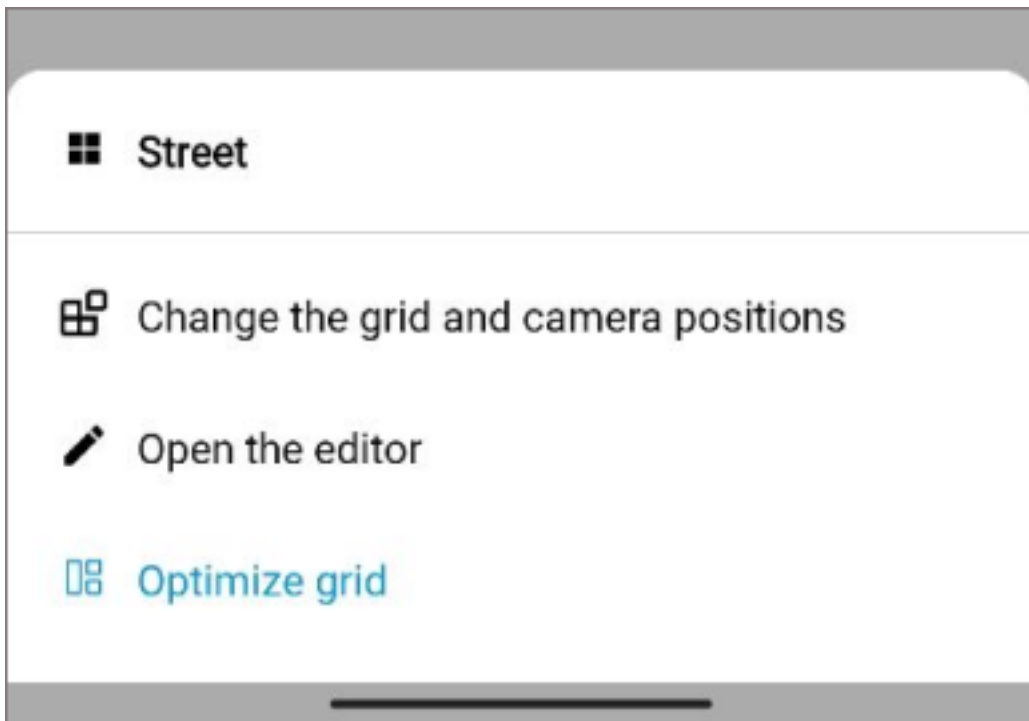 Street
Change the grid and camera positions
Open the editor
Optimize grid